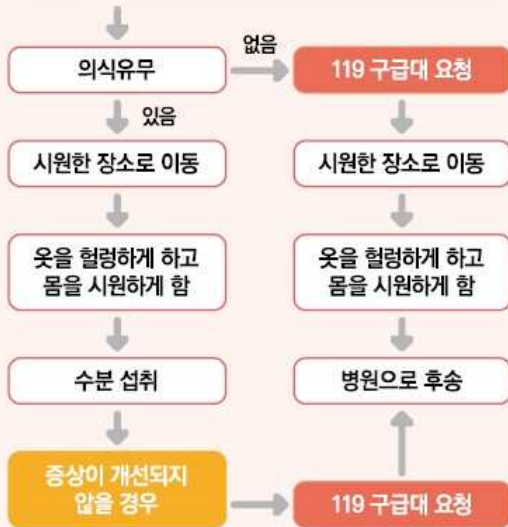 의식유무
없음
119 구급대 요청
있음
시원한 장소로 이동
시원한 장소로 이동
옷을 헐렁하게 하고
몸을 시원하게 함
옷을 헐렁하게 하고
몸을 시원하게 함
수분 섭취
병원으로 후송
증상이 개선되지
않을 경우
119 구급대 요청